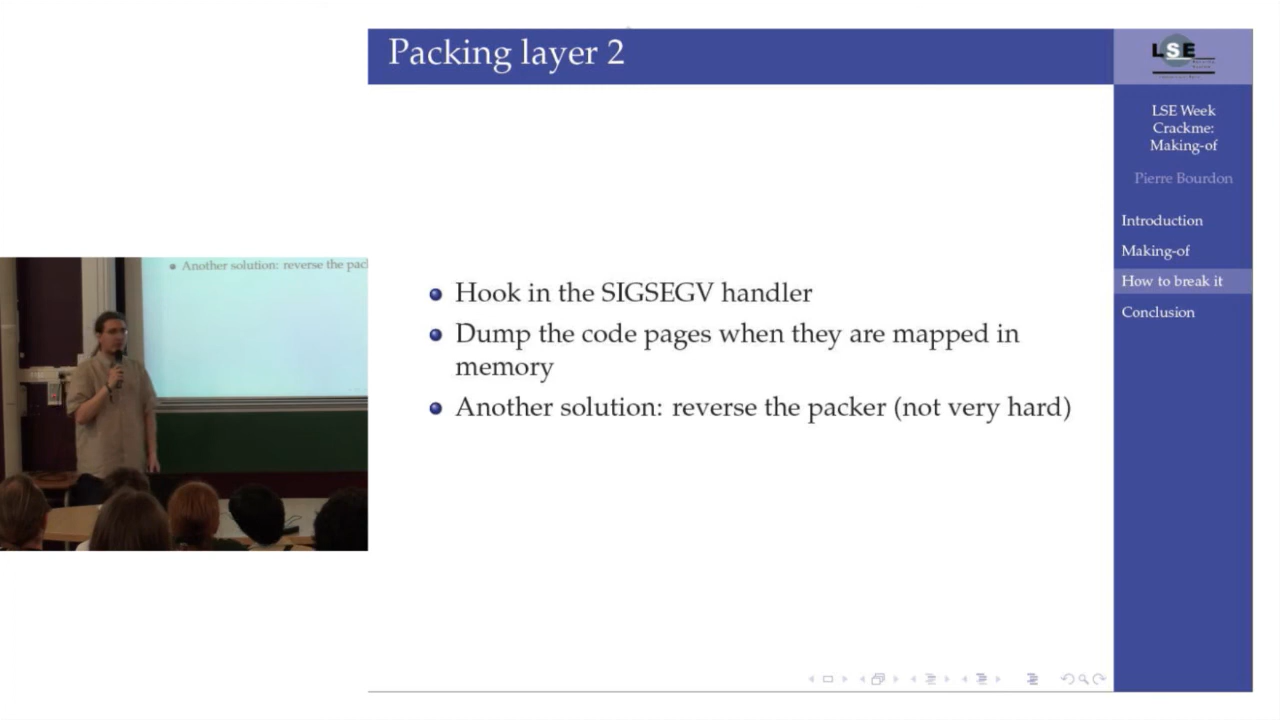 Packing layer 2
LSE
LSE Week
Crackme:
Making-of
Pierre Bourdon
Introduction
Making-of
How to break it
Conclusion
Hook in the SIGSEGV handler
Dump the code pages when they are mapped in
memory
Another solution: reverse the packer (not very hard)
Another solution: reverse the pac